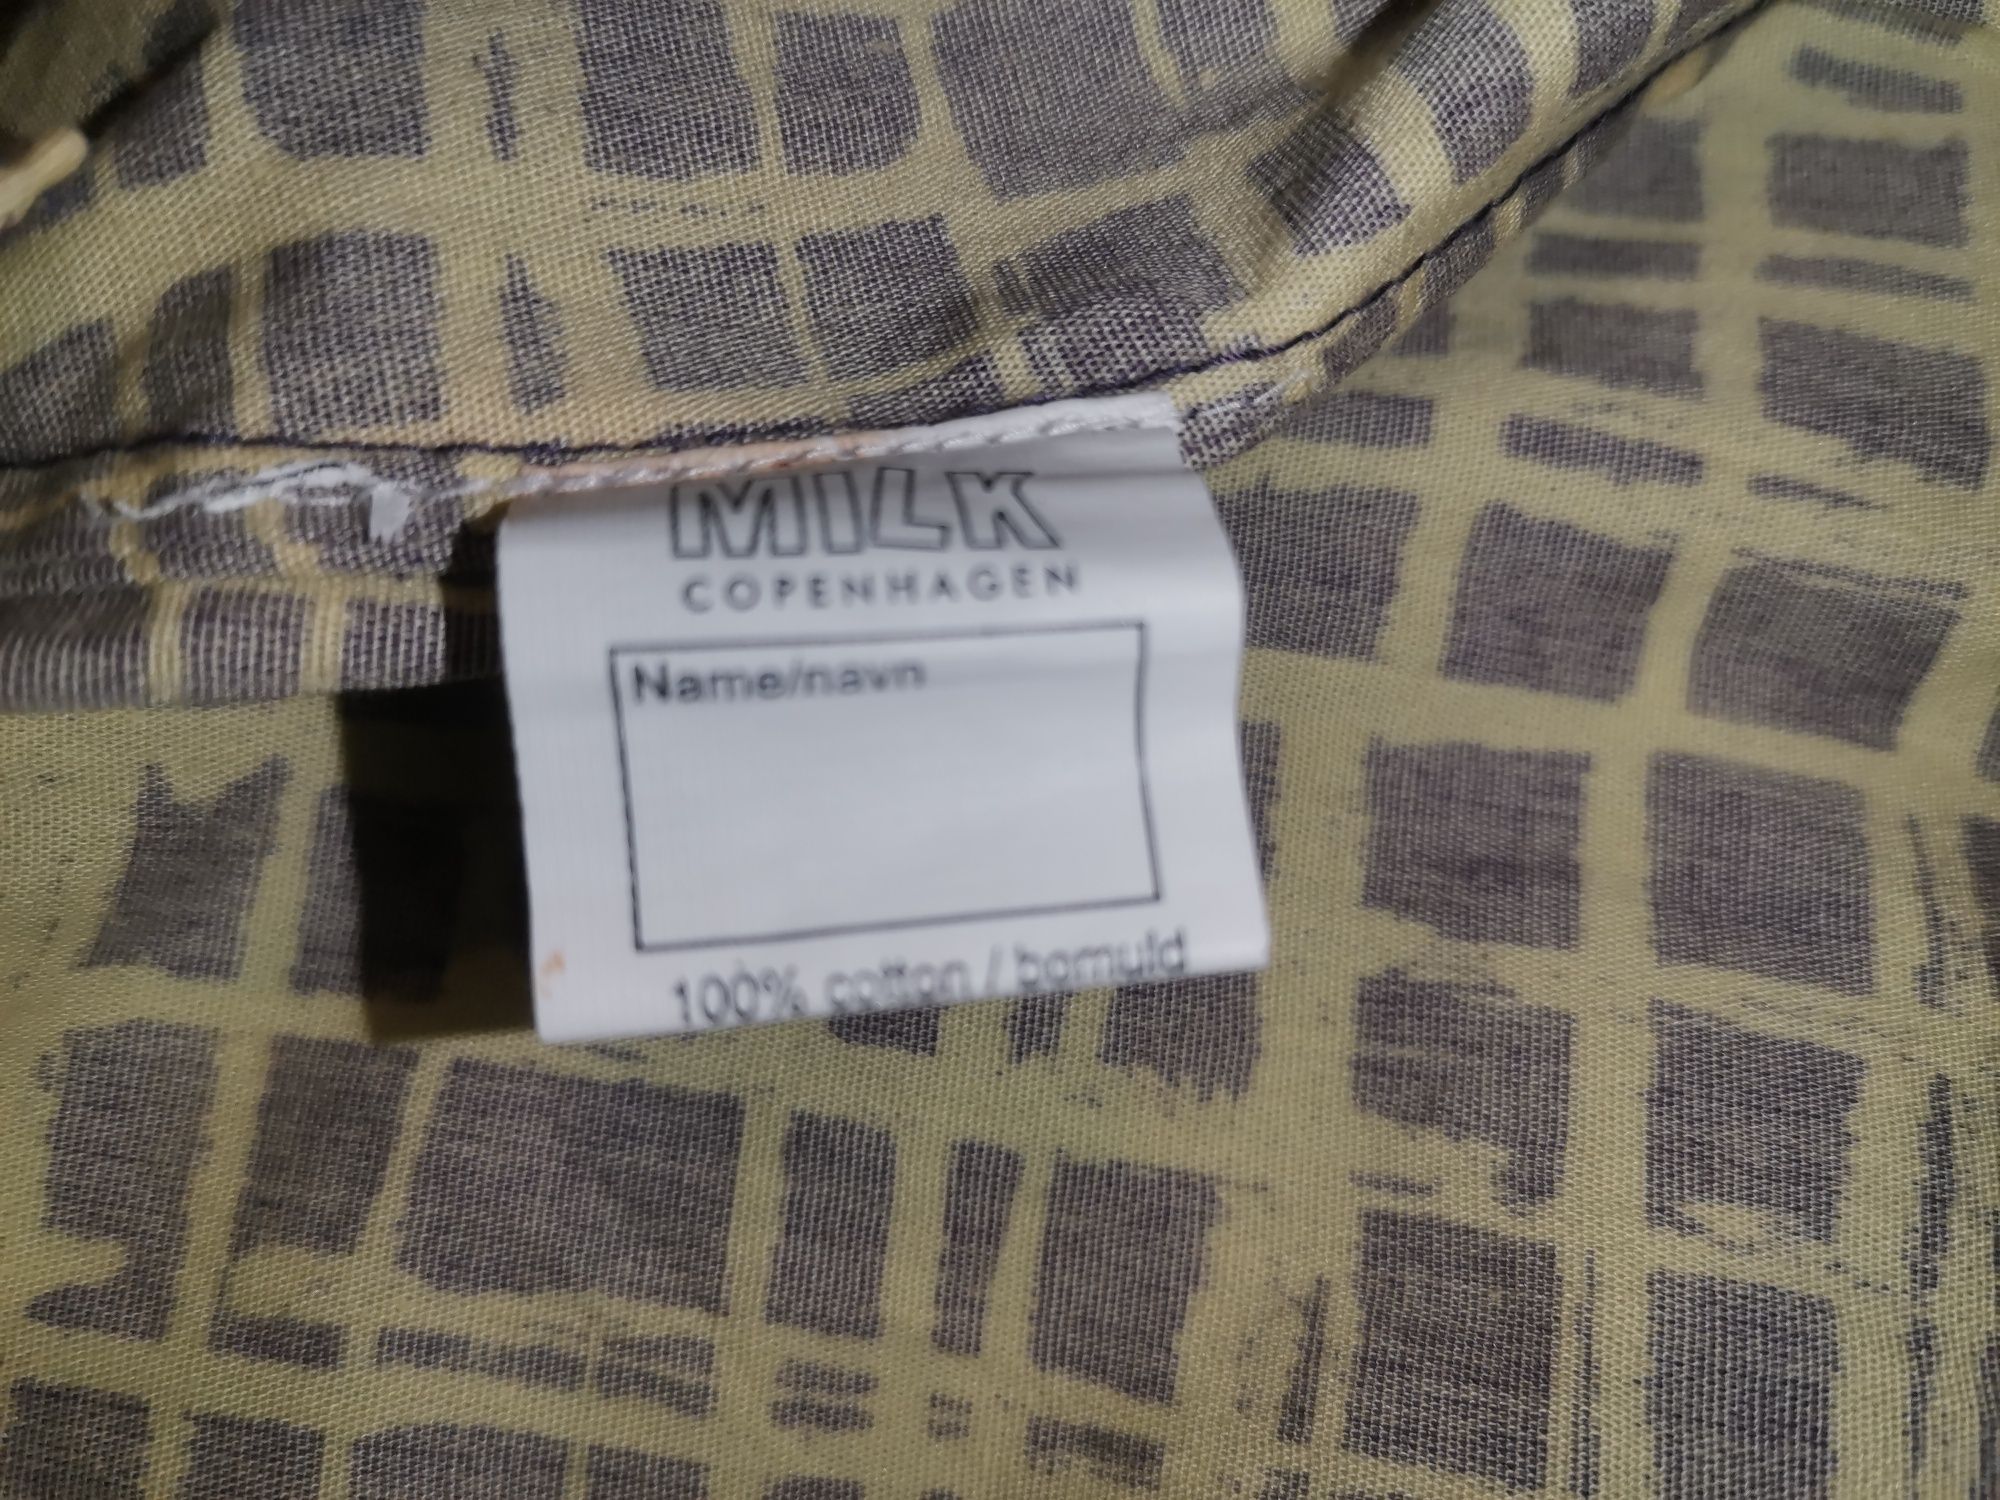 MILK
COPENHAGEN
Name/navn
100% cotton / bomuld